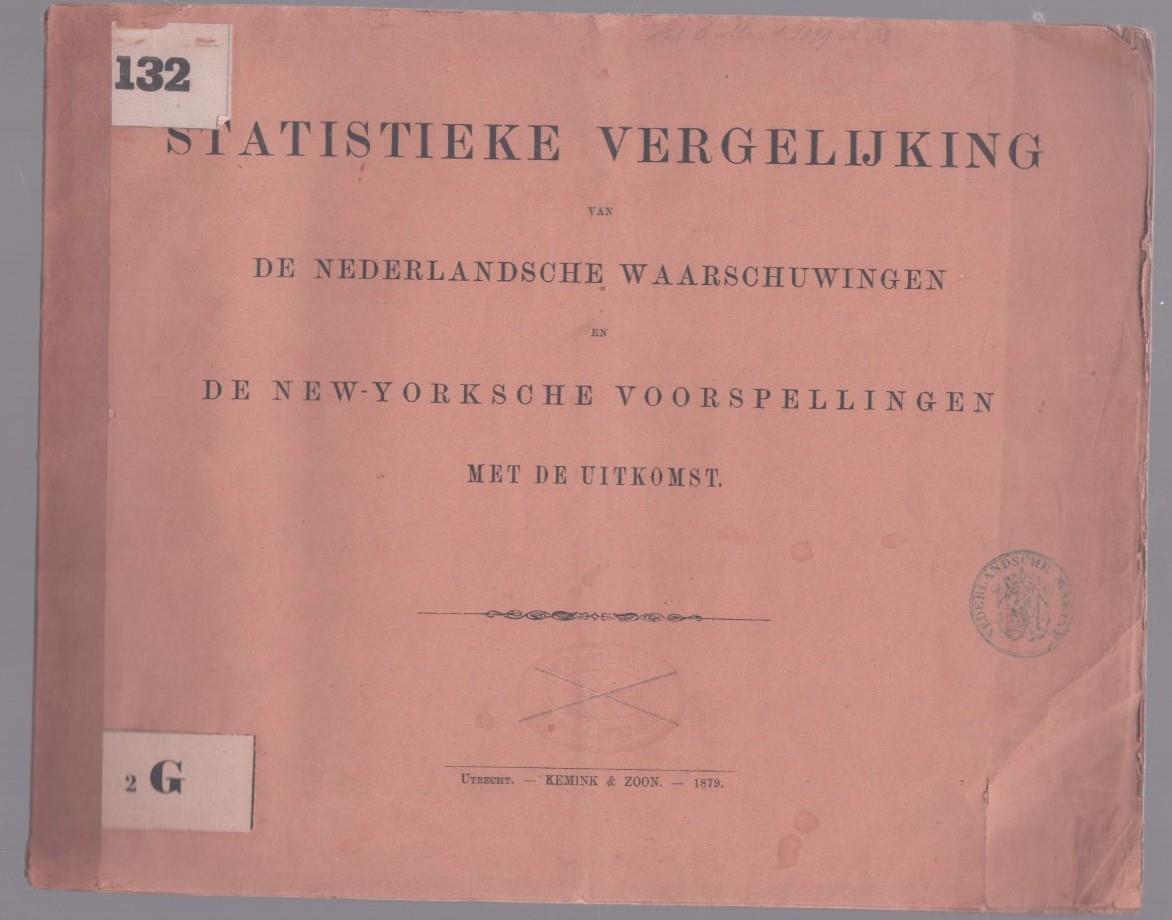 132
STATISTIEKE VERGELIJKING
VAN
DE NEDERLANDSCHE WAARSCHUWINGEN
EN
DE NEW-YORKSCHE VOORSPELLINGEN
MET DE UITKOMST.
NEDERLANDSCHE
2 G
UTRECHT. — KEMINK & ZOON. — 1879.